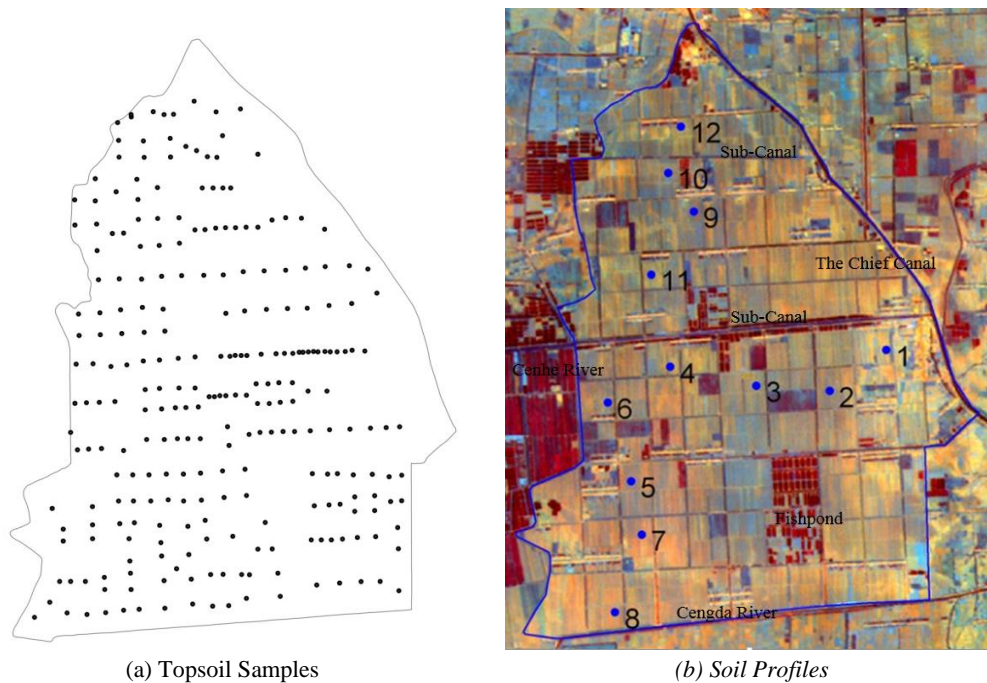 12
Sub-Canal
10
9
The Chief Canal
11
Sub-Canal
1
Cenhe River
4
3
2
6
5
Fishpond
7
8
Cengda River
(a) Topsoil Samples
(b) Soil Profiles